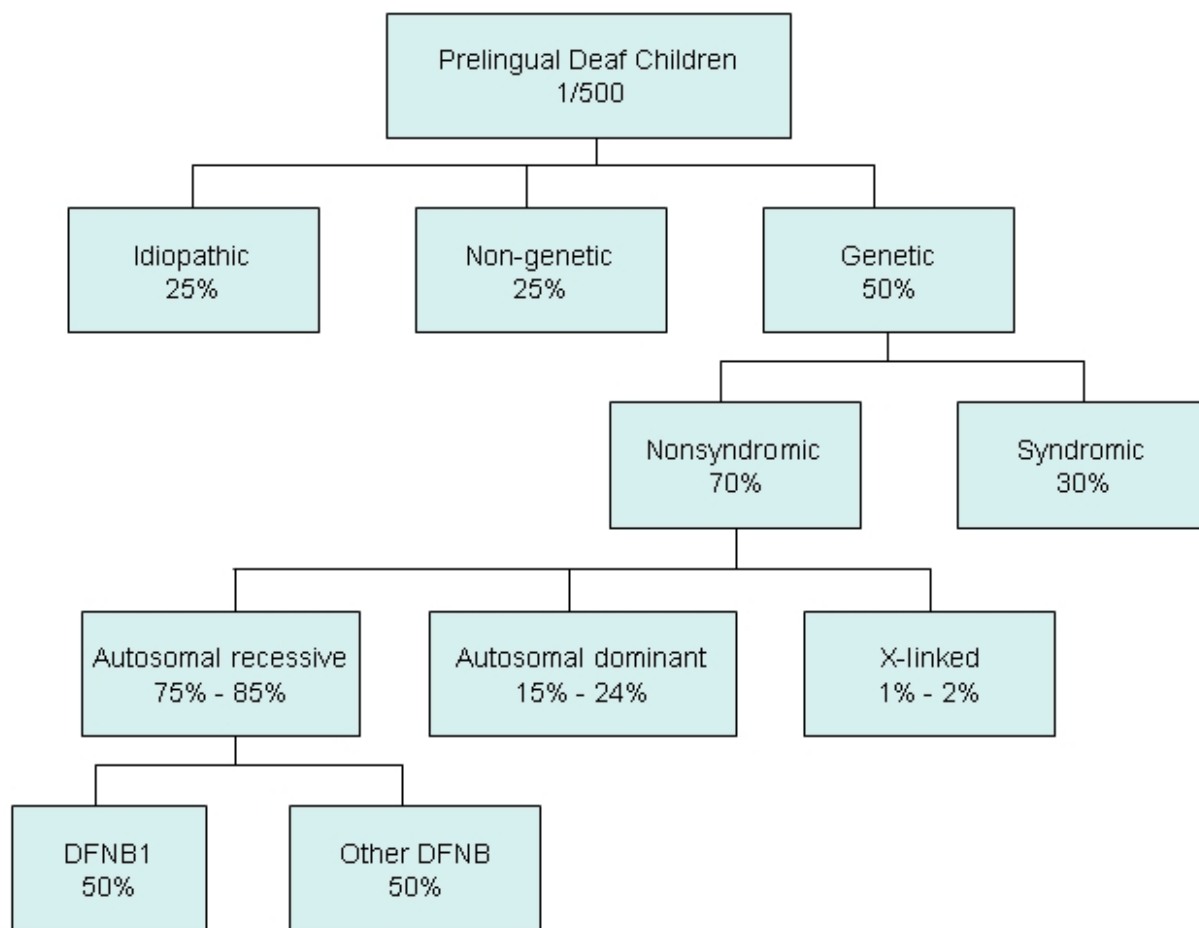 Prelingual Deaf Children
1/500
Idiopathic
25%
Non-genetic
25%
Genetic
50%
Nonsyndromic
70%
Syndromic
30%
Autosomal recessive
75% - 85%
Autosomal dominant
15% - 24%
X-linked
1% - 2%
DFNB1
50%
Other DFNB
50%